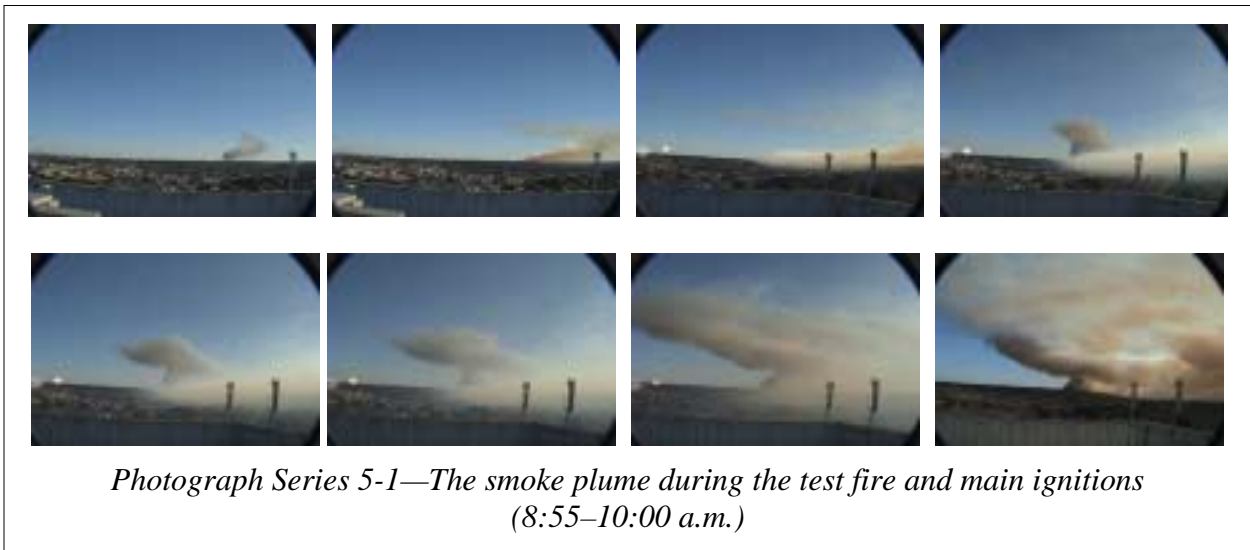 Photograph Series 5-1—The smoke plume during the test fire and main ignitions
(8:55–10:00 a.m.)